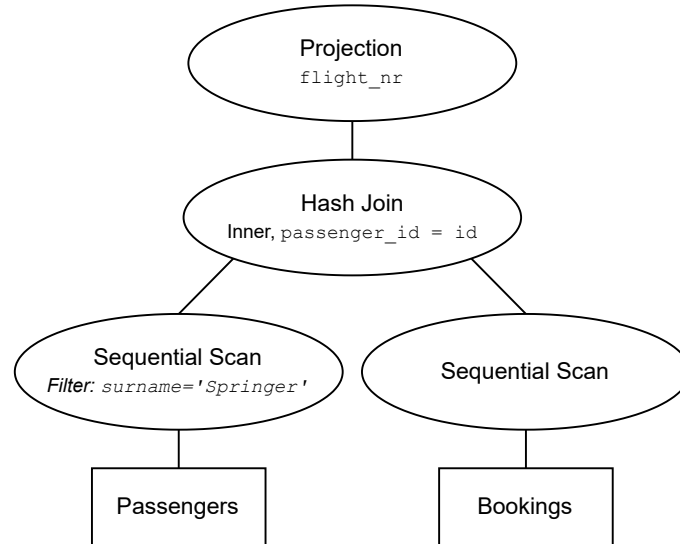 Projection
flight_nr
Hash Join
Inner, passenger_id = id
Sequential Scan
Filter: surname='Springer'
Sequential Scan
Passengers
Bookings